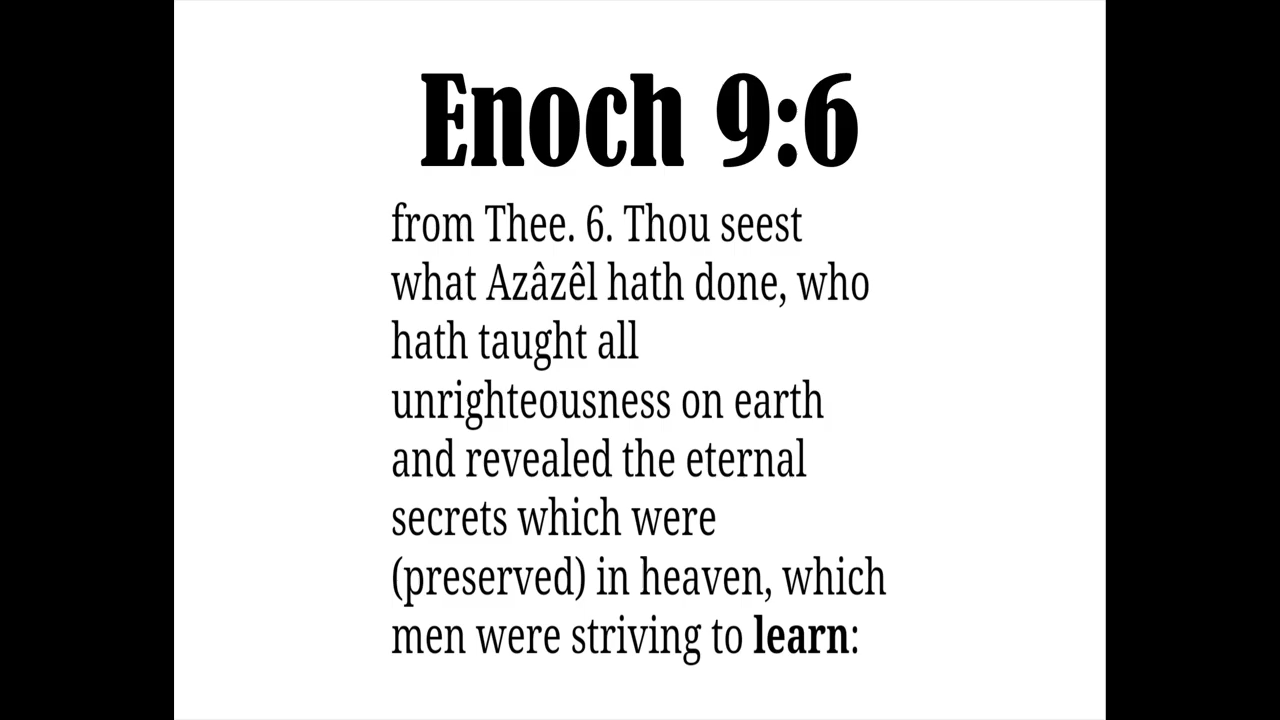 Enoch 9:6
from Thee. 6. Thou seest
what Azâzêl hath done, who
hath taught all
unrighteousness on earth
and revealed the eternal
secrets which were
(preserved) in heaven, which
men were striving to learn: